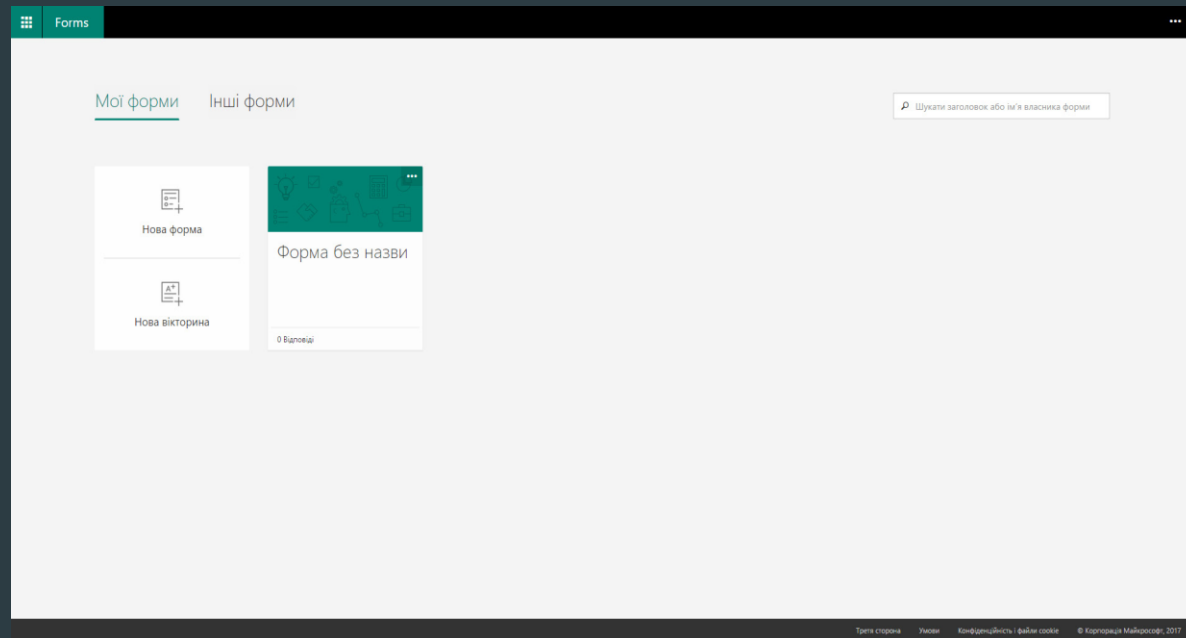 Forms
Мої форми
Інші форми
Шукати заголовок або ім'я власника форми
Нова форма
Нова вікторина
Форма без назви
0 Відповіді
Третя сторона
Умови
Конфіденційність і файли cookie
© Корпорація Майкрософт, 2017